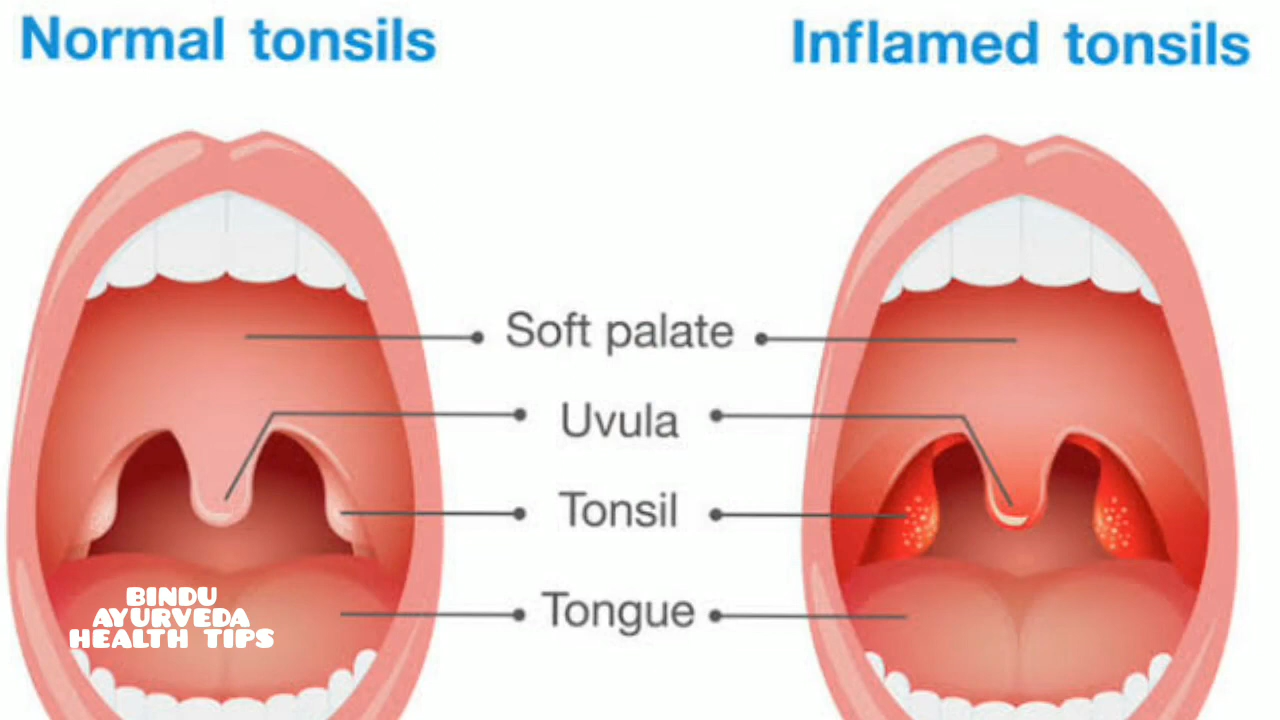 Normal tonsils
Inflamed tonsils
Soft palate
Uvula
Tonsil
Tongue
BINDU
AYURVEDA
HEALTH TIPS